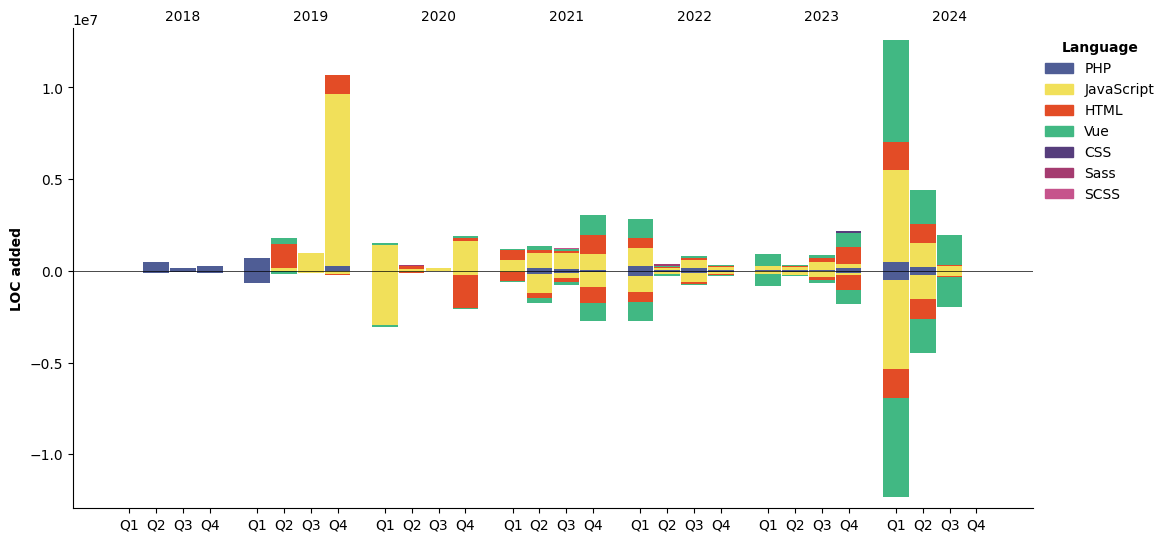 1e7
2018 2019 2020 2021 2022 2023 2024
Language
PHP
JavaScript
HTML
Vue
CSS
Sass
SCSS
LOC added
1.0
0.5
0.0
−0.5
−1.0
Q1 Q2 Q3 Q4 Q1 Q2 Q3 Q4 Q1 Q2 Q3 Q4 Q1 Q2 Q3 Q4 Q1 Q2 Q3 Q4 Q1 Q2 Q3 Q4 Q1 Q2 Q3 Q4